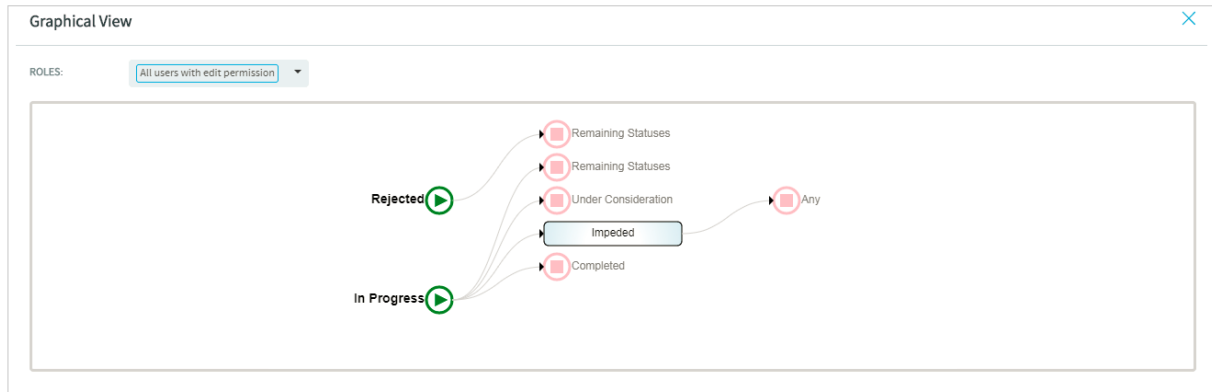 Graphical View
ROLES:
All users with edit permission
Remaining Statuses
Remaining Statuses
Rejected
Under Consideration
Any
Impeded
Completed
In Progress